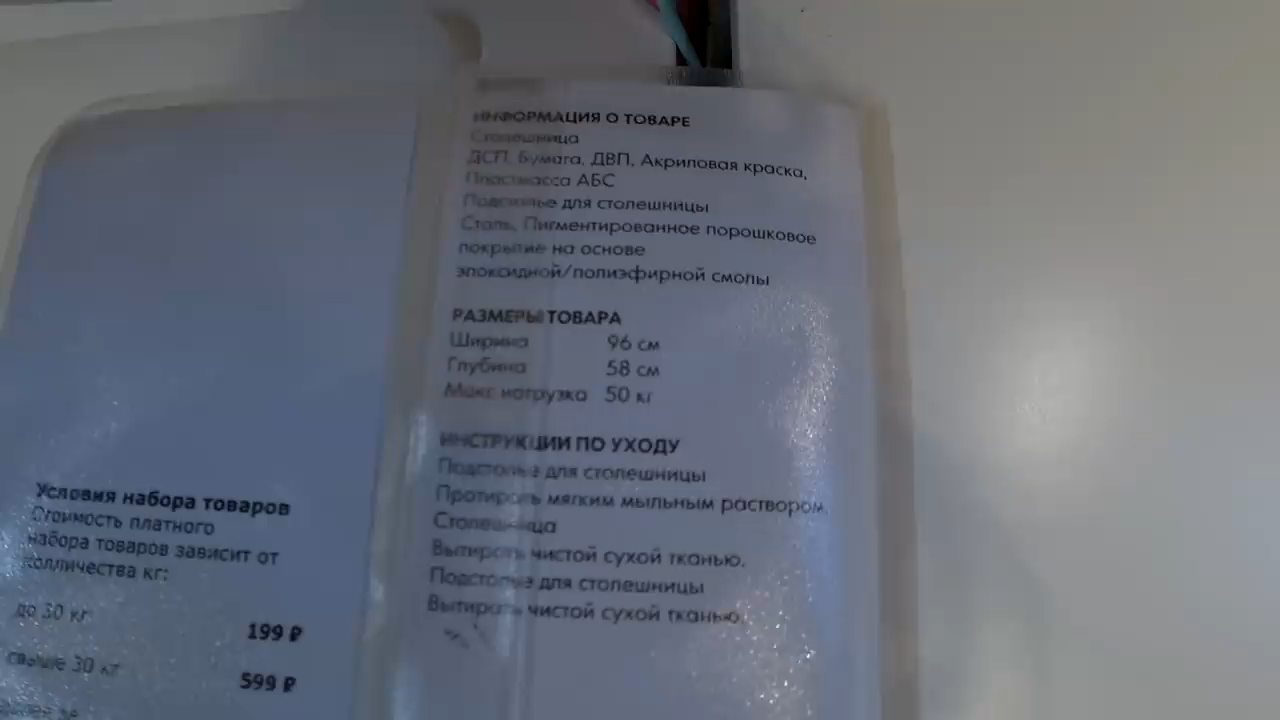 ИНФОРМАЦИЯ О ТОВАРЕ
Столешница
ДСП, Бумага, ДВП, Акриловая краска,
Пластмасса АБС
Подстолье для столешницы
Сталь, Пигментированное порошковое
покрытие на основе
эпоксидной/полиэфирной смолы
РАЗМЕРЫ ТОВАРА
Ширина 96 см
Глубина 58 см
Макс нагрузка 50 кг
ИНСТРУКЦИИ ПО УХОДУ
Подстолье для столешницы
Протирать мягким мыльным раствором.
Столешница
Вытирать чистой сухой тканью.
Подстолье для столешницы
Вытирать чистой сухой тканью.
Условия набора товаров
Стоимость платного
набора товаров зависит от
колличества кг:
до 30 кг 199 ₽
свыше 30 кг 599 ₽